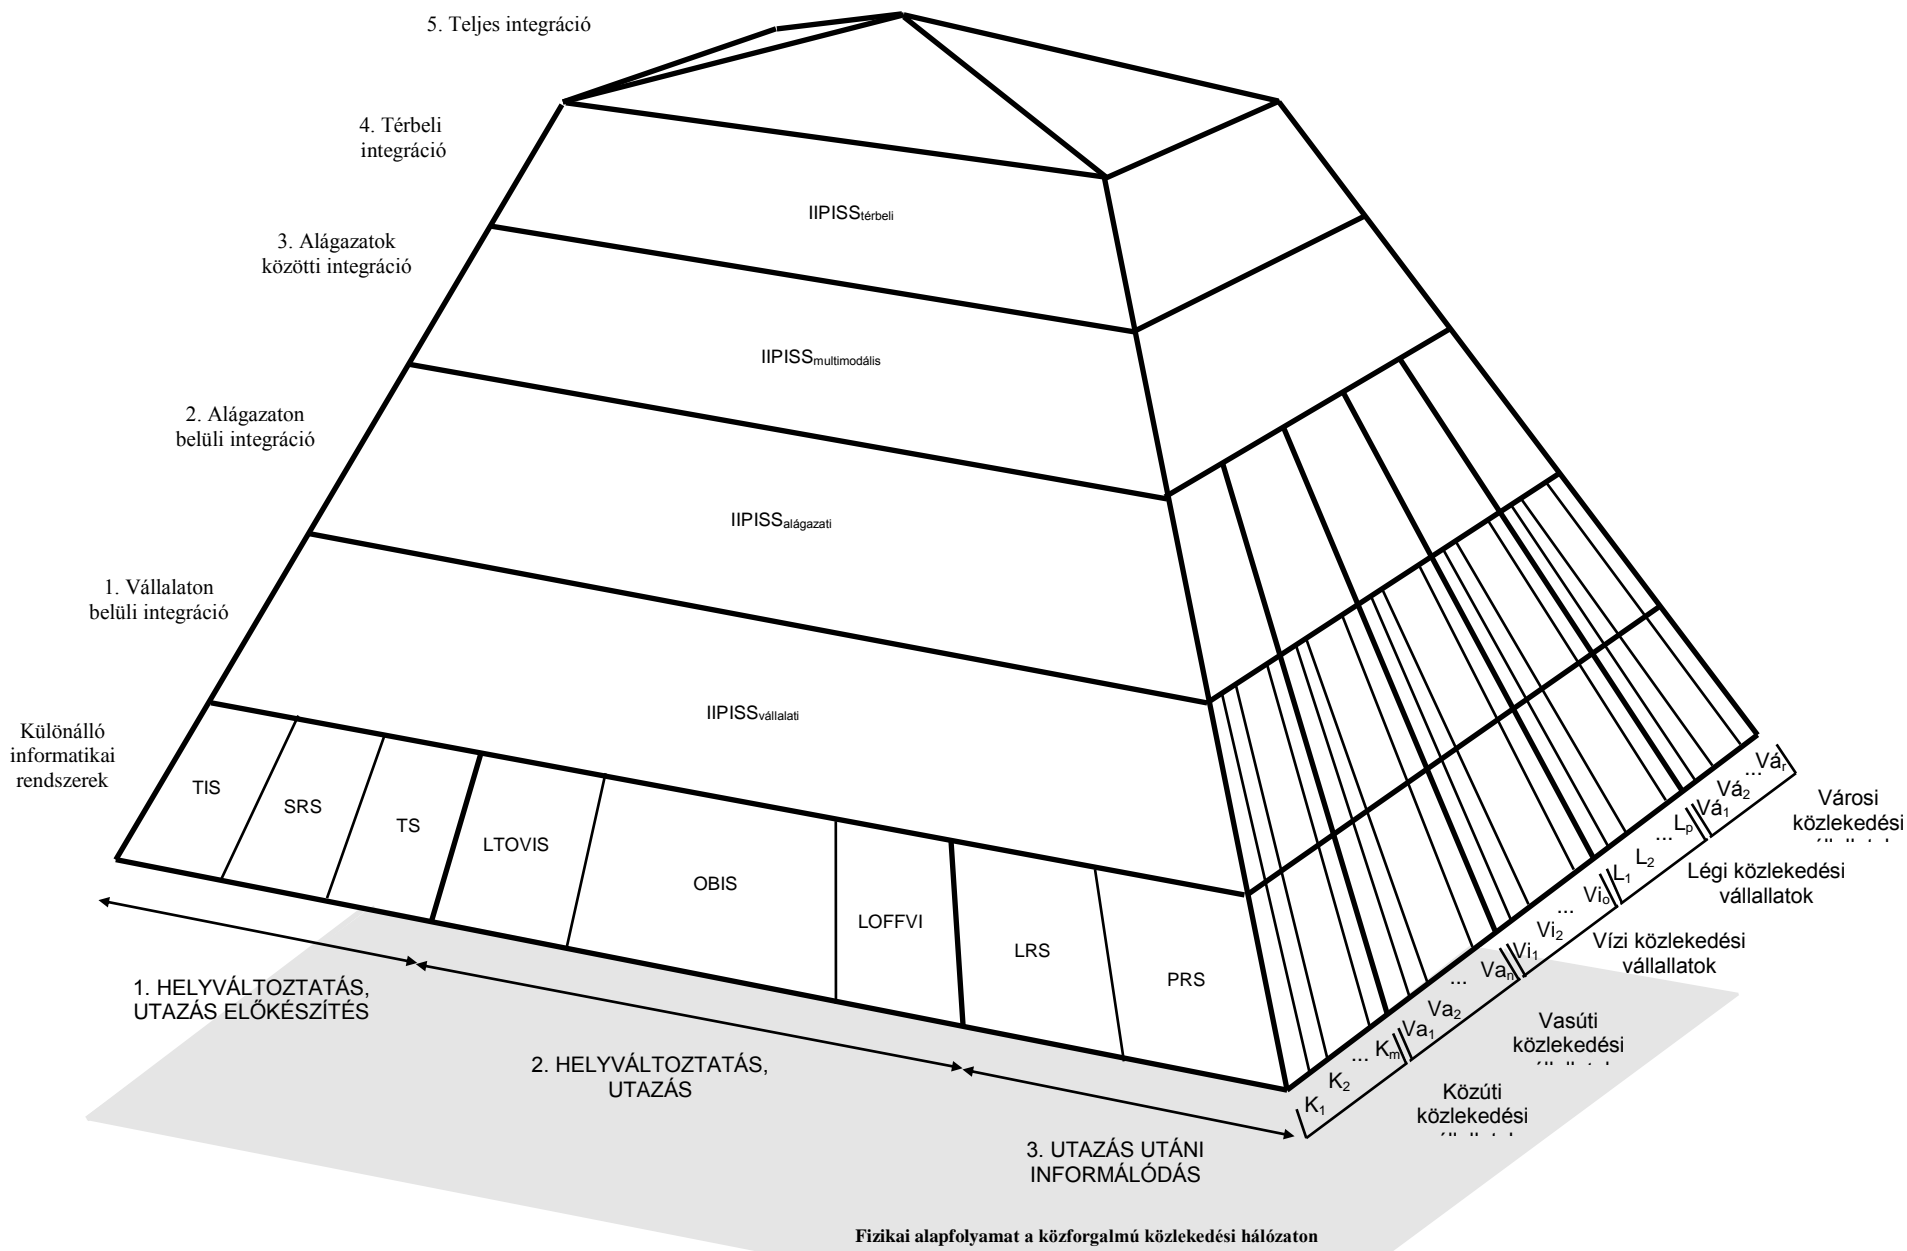 5. Teljes integráció
4. Térbeli
integráció
3. Alágazatok
közötti integráció
2. Alágazaton
belüli integráció
1. Vállalaton
belüli integráció
Különálló
informatikai
rendszerek
IIPISStérbeli
IIPISSmultimodális
IIPISSalágazati
IIPISSvállalati
TIS
SRS
TS
LTOVIS
OBIS
LOFFVI
LRS
PRS
1. HELYVÁLTOZTATÁS,
UTAZÁS ELŐKÉSZÍTÉS
2. HELYVÁLTOZTATÁS,
UTAZÁS
3. UTAZÁS UTÁNI
INFORMÁLÓDÁS
K1
K2
...
Km
Va1
Va2
...
Van
Vi1
Vi2
...
Vio
L1
L2
...
Lp
Vá1
Vá2
...
Vár
Közúti
közlekedési
Vasúti
közlekedési
Vízi közlekedési
vállallatok
Légi közlekedési
vállallatok
Városi
közlekedési
Fizikai alapfolyamat a közforgalmú közlekedési hálózaton